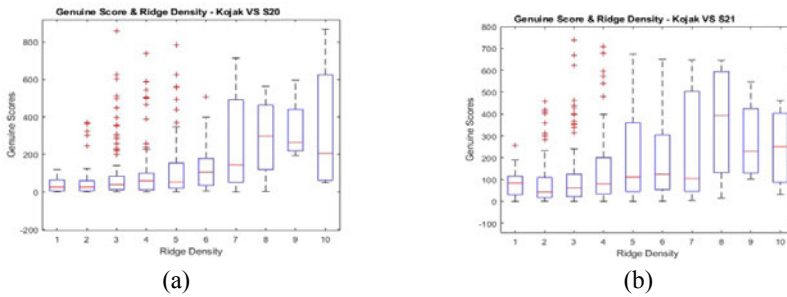 Genuine Score & Ridge Density - Kojak VS S20
800
600
400
200
0
-200
Genuine Scores
1 2 3 4 5 6 7 8 9 10
Ridge Density
(a)
Genuine Score & Ridge Density - Kojak VS S21
800
700
600
500
400
300
200
100
0
-100
Genuine Scores
1 2 3 4 5 6 7 8 9 10
Ridge Density
(b)